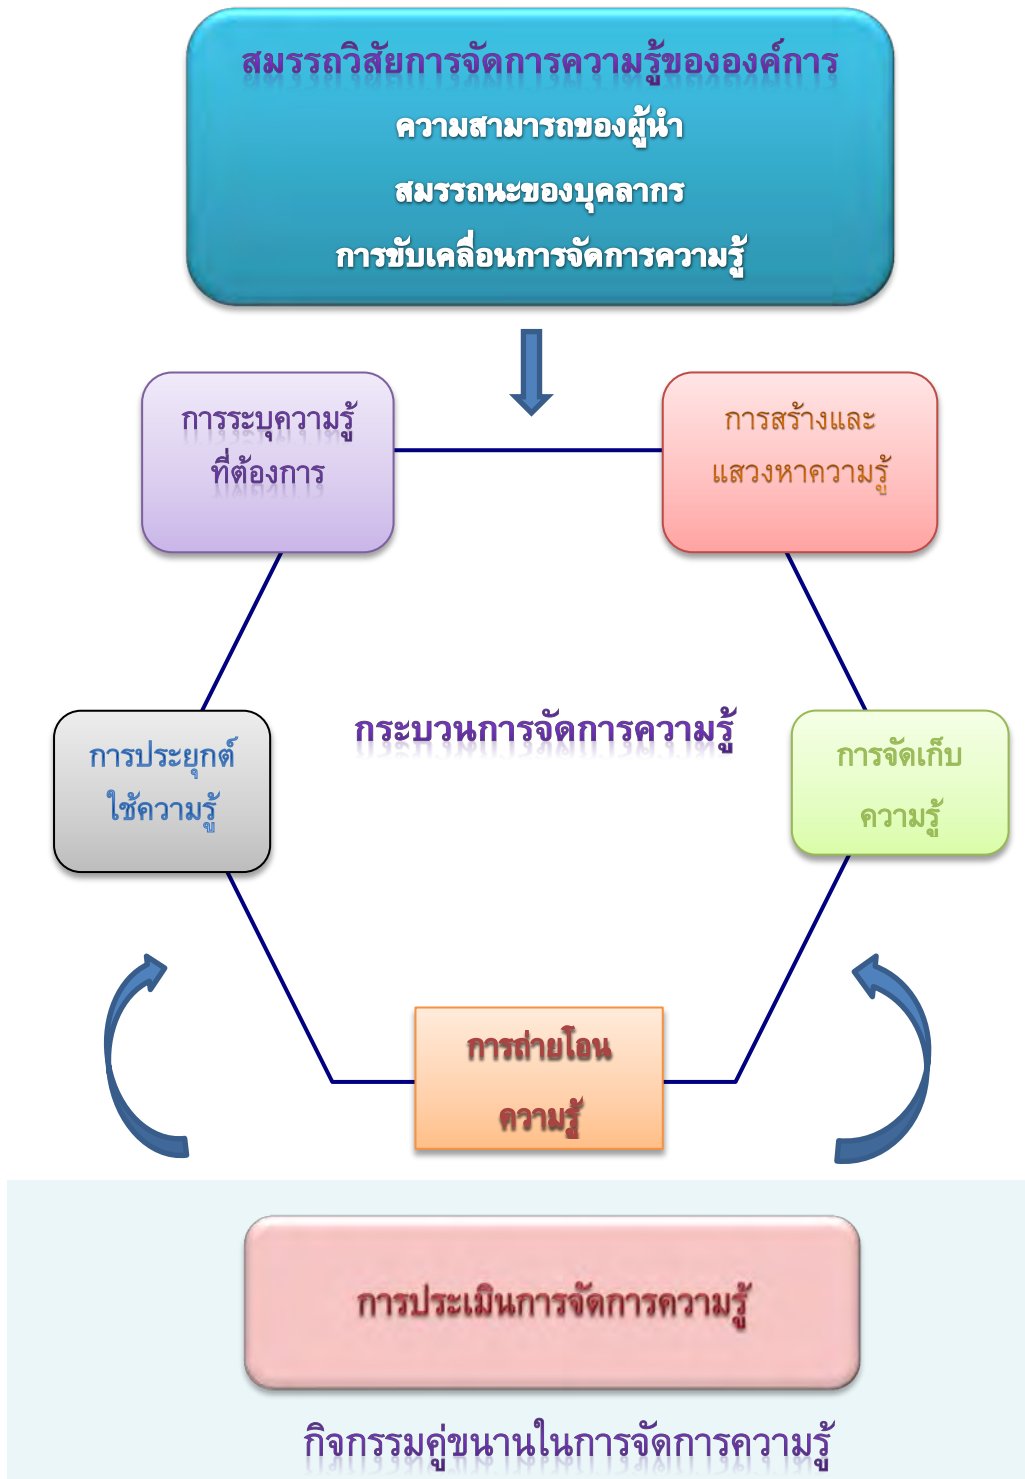 สมรรถวิสัยการจัดการความรู้ขององค์การ
ความสามารถของผู้นำ
สมรรถนะของบุคลากร
การขับเคลื่อนการจัดการความรู้
การระบุความรู้
ที่ต้องการ
การสร้างและ
แสวงหาความรู้
กระบวนการจัดการความรู้
การประยุกต์
ใช้ความรู้
การจัดเก็บ
ความรู้
การถ่ายโอน
ความรู้
การประเมินการจัดการความรู้
กิจกรรมคู่ขนานในการจัดการความรู้